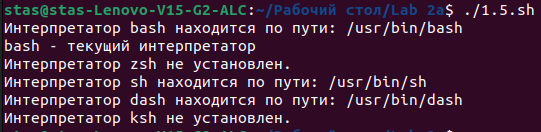 stas@stas-Lenovo-V15-G2-ALC:~/Рабочий стол/Lab 2a$ ./1.5.sh
Интерпретатор bash находится по пути: /usr/bin/bash
bash - текущий интерпретатор
Интерпретатор zsh не установлен.
Интерпретатор sh находится по пути: /usr/bin/sh
Интерпретатор dash находится по пути: /usr/bin/dash
Интерпретатор ksh не установлен.